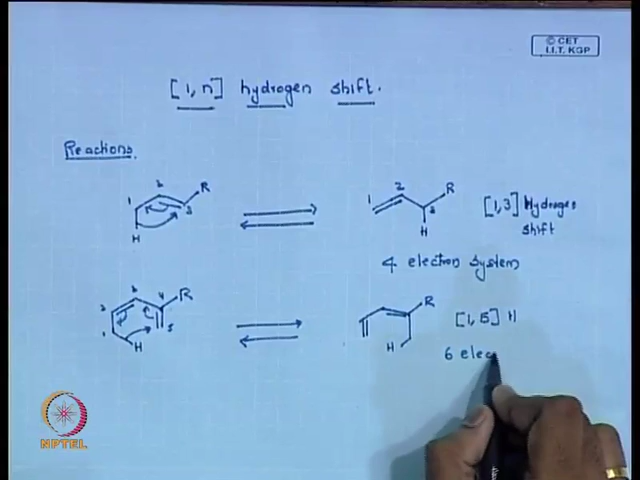 © CET
I.I.T. KGP
[1, n] hydrogen shift.
Reactions
1 2 3 R H
1 2 3 R H
[1,3] Hydrogen
shift
4 electron system
1 2 3 4 5 R H
R H
[1, 5] H
6 elec
NPTEL